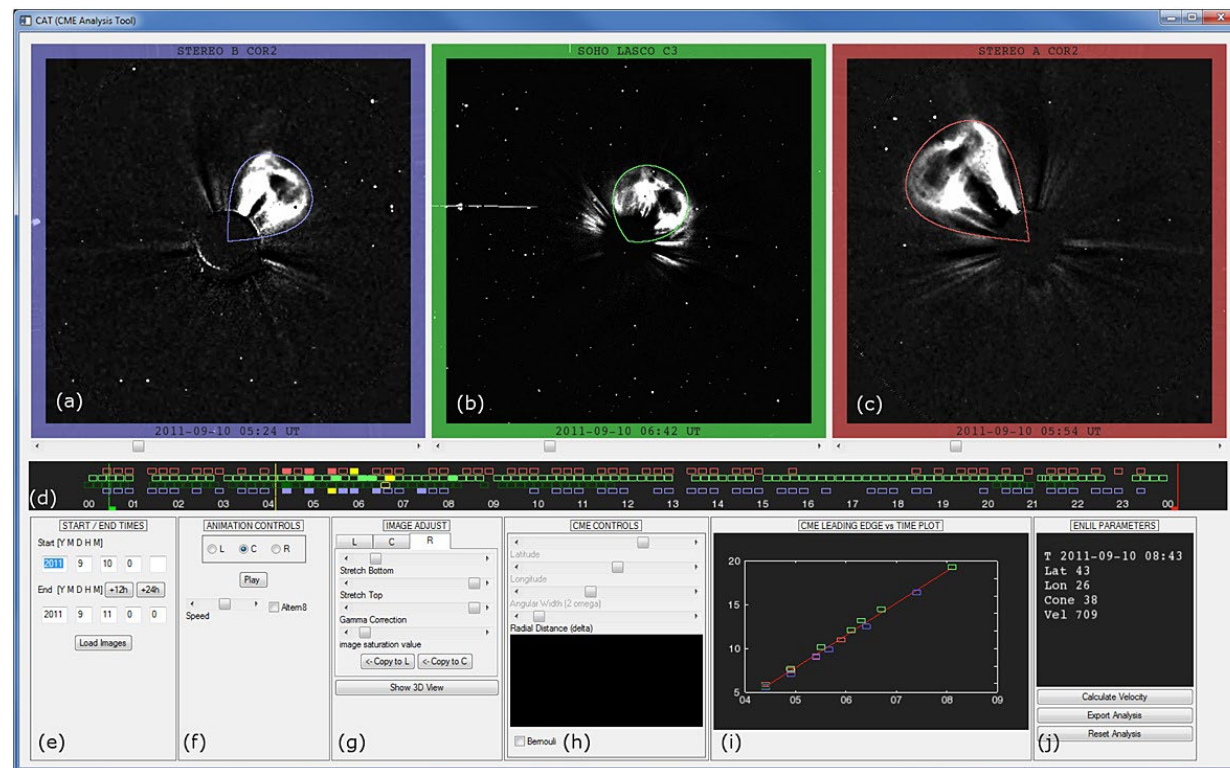 CAT (CME Analysis Tool)
STEREO B COR2
SOHO LASCO C3
STEREO A COR2
(a)
(b)
(c)
2011-09-10 05:24 UT
2011-09-10 06:42 UT
2011-09-10 05:54 UT
(d)
00 01 02 03 04 05 06 07 08 09 10 11 12 13 14 15 16 17 18 19 20 21 22 23 00
START / END TIMES
Start [Y M D H M]
2011 9 10 0
End [Y M D H M] +12h +24h
2011 9 11 0 0
Load Images
(e)
ANIMATION CONTROLS
L C R
Play
Speed
Altern8
(f)
IMAGE ADJUST
L C R
Stretch Bottom
Stretch Top
Gamma Correction
image saturation value
<- Copy to L <- Copy to C
Show 3D View
(g)
CME CONTROLS
Latitude
Longitude
Angular Width (2 omega)
Radial Distance (delta)
Bernouli
(h)
CME LEADING EDGE vs TIME PLOT
20
15
10
5
04 05 06 07 08 09
(i)
ENLIL PARAMETERS
T 2011-09-10 08:43
Lat 43
Lon 26
Cone 38
Vel 709
Calculate Velocity
Export Analysis
Reset Analysis
(j)